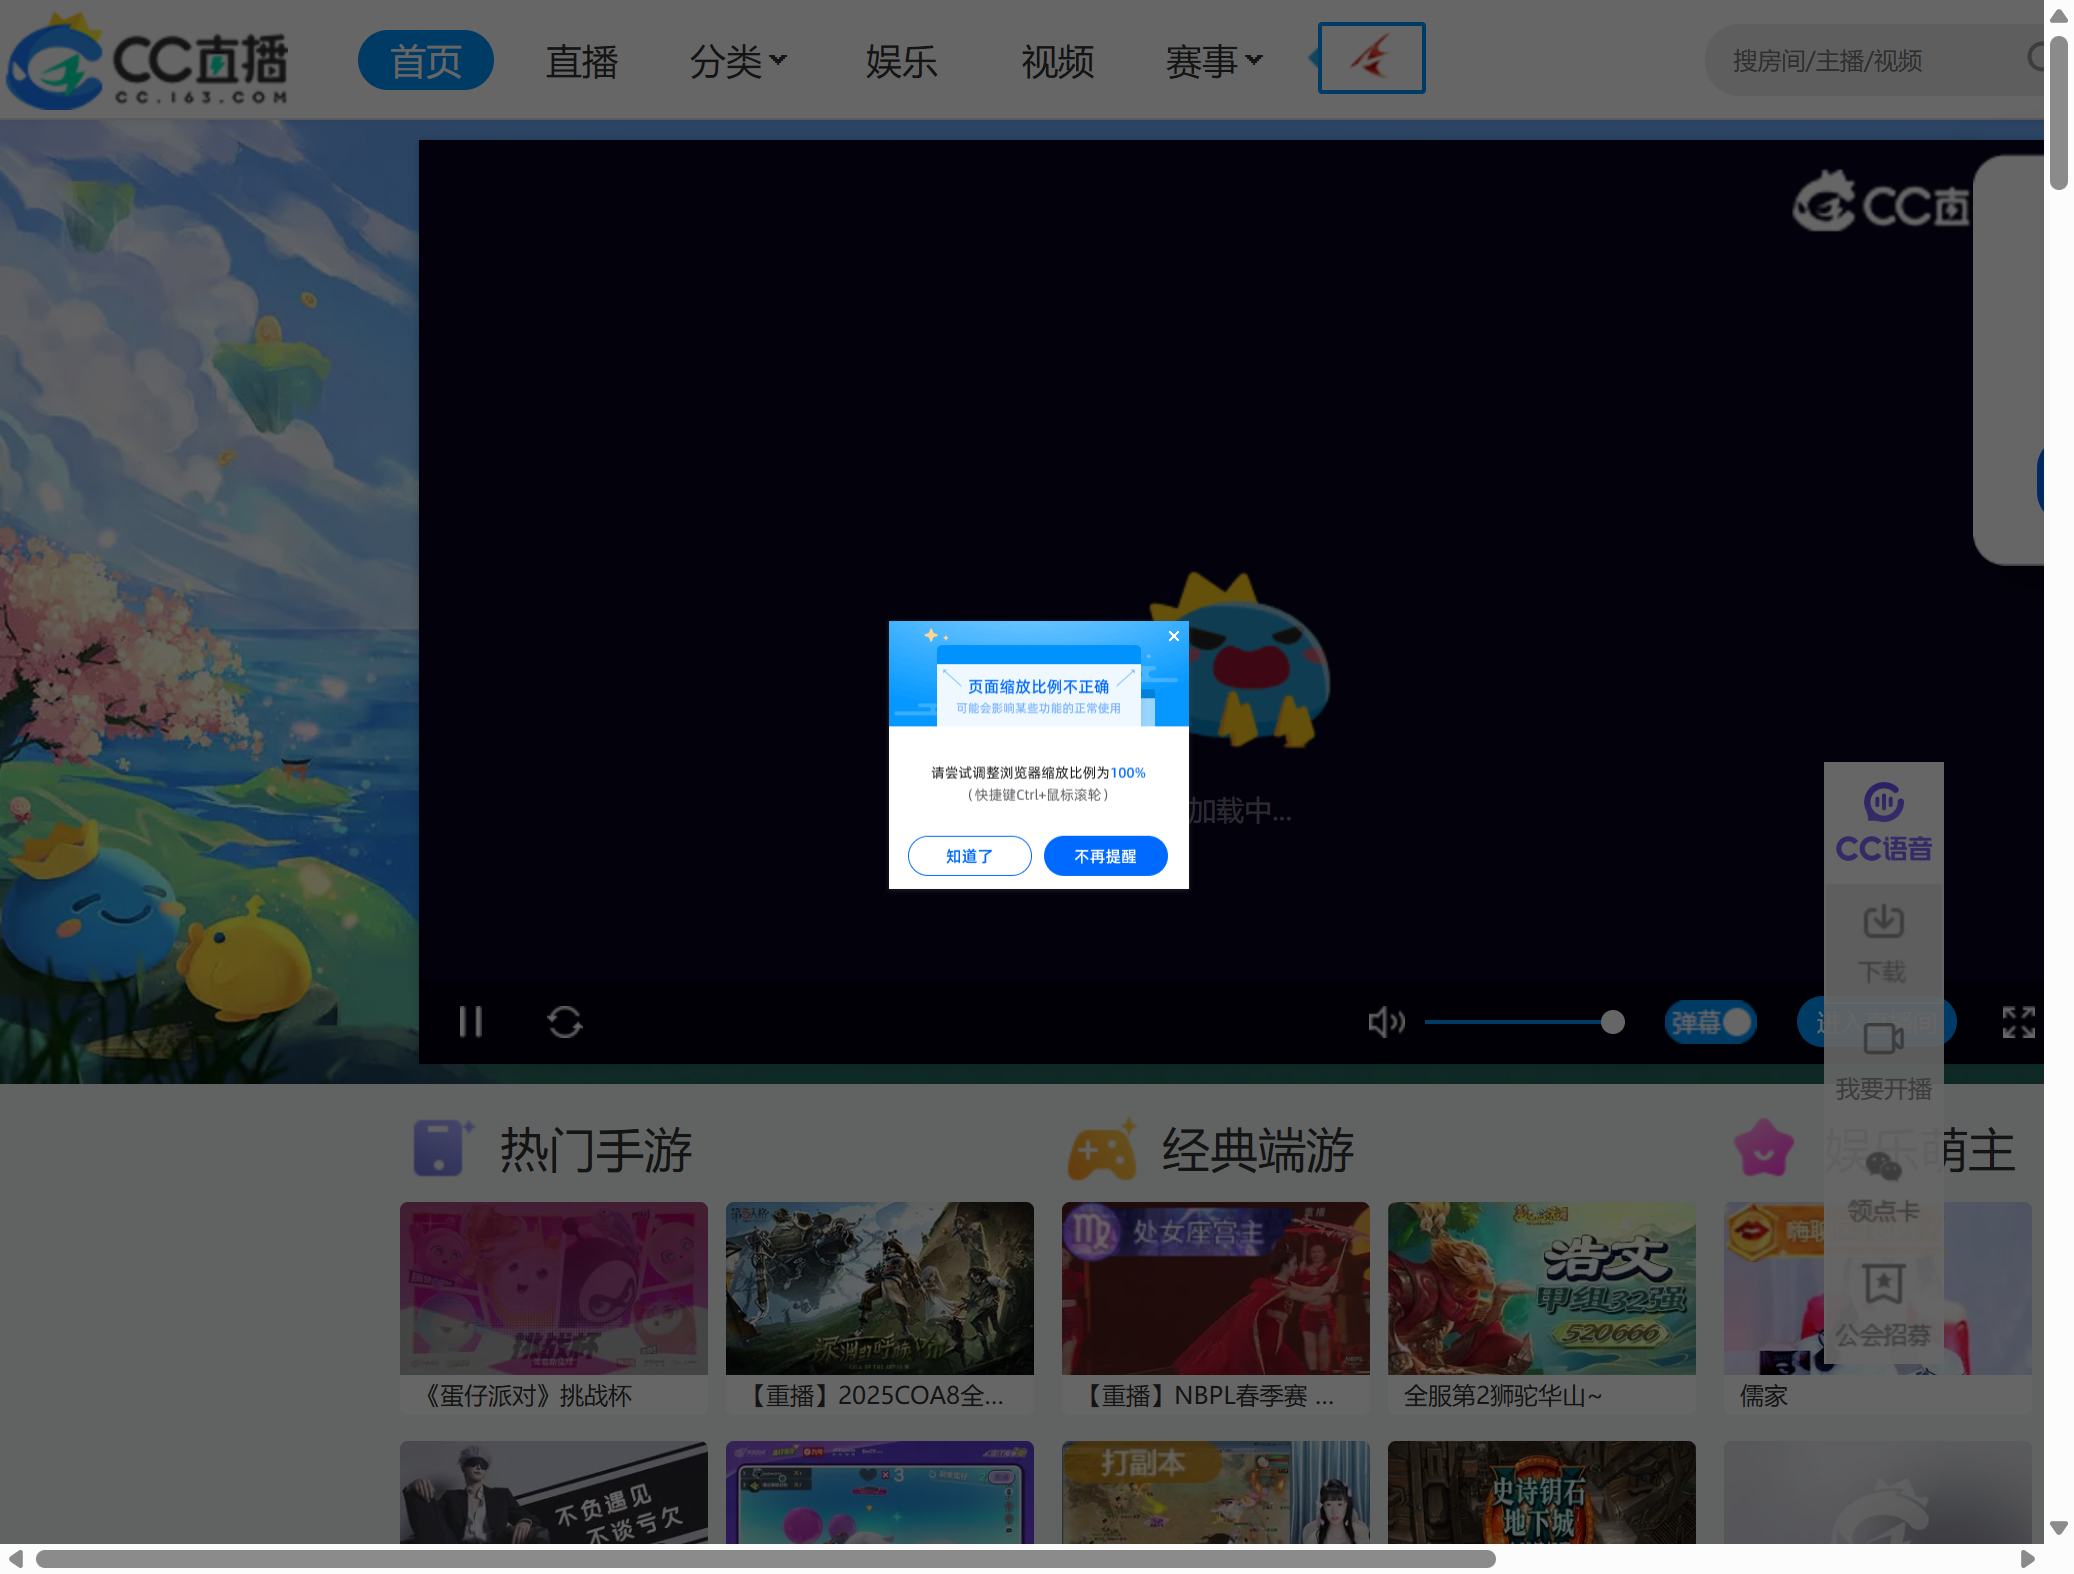 CC直播
CC.163.COM
首页
直播
分类
娱乐
视频
赛事
搜房间/主播/视频
CC直
页面缩放比例不正确
可能会影响某些功能的正常使用
请尝试调整浏览器缩放比例为100%
（快捷键Ctrl+鼠标滚轮）
知道了
不再提醒
加载中...
CC语音
下载
弹幕
我要开播
热门手游
经典端游
娱乐萌主
领点卡
公会招募
处女座宫主
重播
浩文
甲组32强
520666
嗨聊
《蛋仔派对》挑战杯
【重播】2025COA8全...
【重播】NBPL春季赛 ...
全服第2狮驼华山~
儒家
不负遇见
不谈亏欠
3
打副本
史诗钥石
地下城